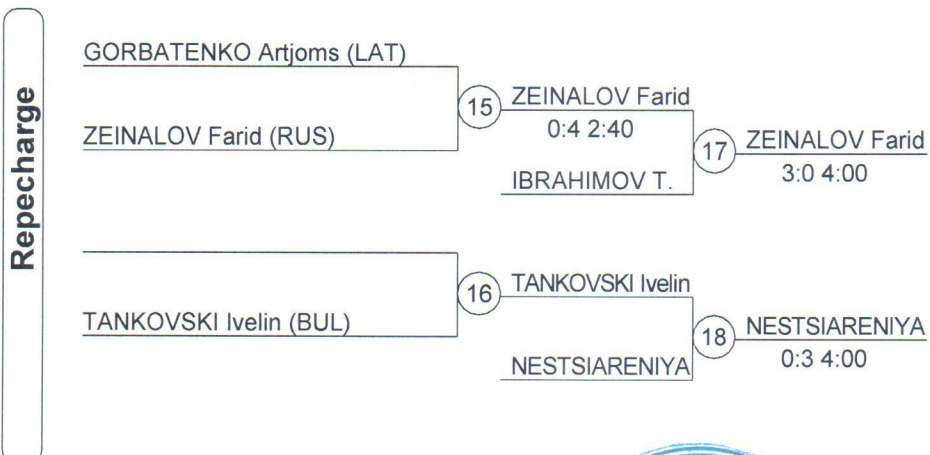 Repecharge
GORBATENKO Artjoms (LAT)
ZEINALOV Farid (RUS)
15
ZEINALOV Farid
0:4 2:40
IBRAHIMOV T.
17
ZEINALOV Farid
3:0 4:00
TANKOVSKI Ivelin (BUL)
16
TANKOVSKI Ivelin
NESTSIARENIYA
18
NESTSIARENIYA
0:3 4:00